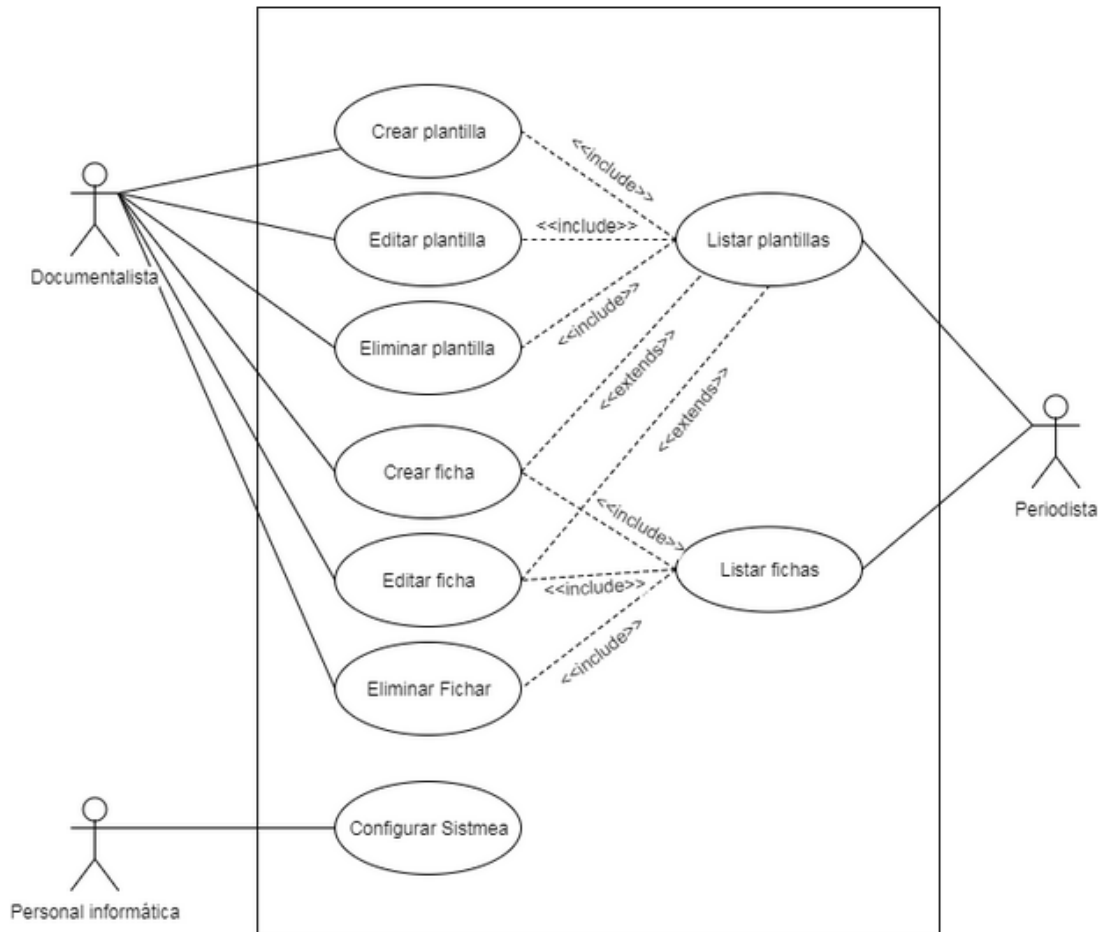 Crear plantilla
<<include>>
Editar plantilla
<<include>>
Listar plantillas
Documentalista
<<include>>
Eliminar plantilla
<<extends>>
<<extends>>
Crear ficha
Periodista
<<include>>
Listar fichas
Editar ficha
<<include>>
<<include>>
Eliminar Fichar
Configurar Sistmea
Personal informática